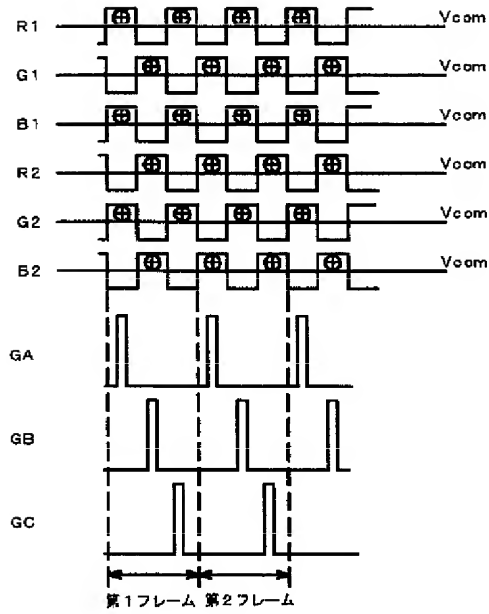 R1 Vcom
⊕ ⊕ ⊕ ⊕
G1 Vcom
⊕ ⊕ ⊕ ⊕
B1 Vcom
⊕ ⊕ ⊕ ⊕
R2 Vcom
⊕ ⊕ ⊕ ⊕
G2 Vcom
⊕ ⊕ ⊕ ⊕
B2 Vcom
⊕ ⊕ ⊕ ⊕
GA
GB
GC
第1フレーム 第2フレーム